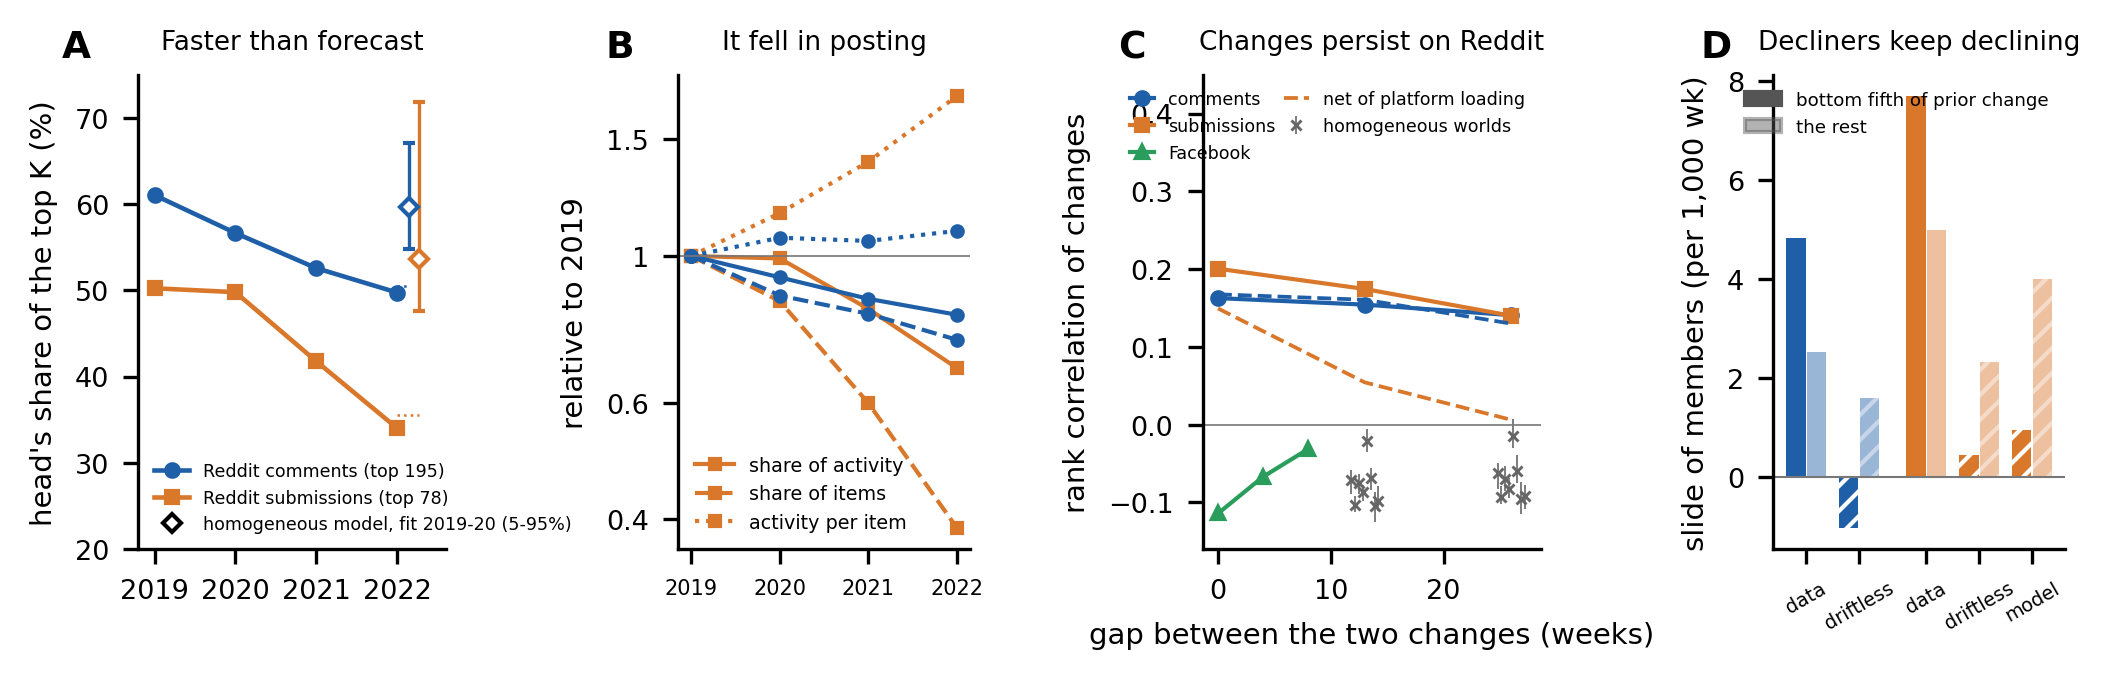 A Faster than forecast
head's share of the top K (%)
70
60
50
40
30
20
2019 2020 2021 2022
Reddit comments (top 195)
Reddit submissions (top 78)
homogeneous model, fit 2019-20 (5-95%)
B It fell in posting
relative to 2019
1.5
1
0.6
0.4
2019 2020 2021 2022
share of activity
share of items
activity per item
C Changes persist on Reddit
rank correlation of changes
0.4
0.3
0.2
0.1
0.0
−0.1
0 10 20
gap between the two changes (weeks)
comments
submissions
Facebook
net of platform loading
homogeneous worlds
D Decliners keep declining
slide of members (per 1,000 wk)
8
6
4
2
0
bottom fifth of prior change
the rest
data driftless data driftless model